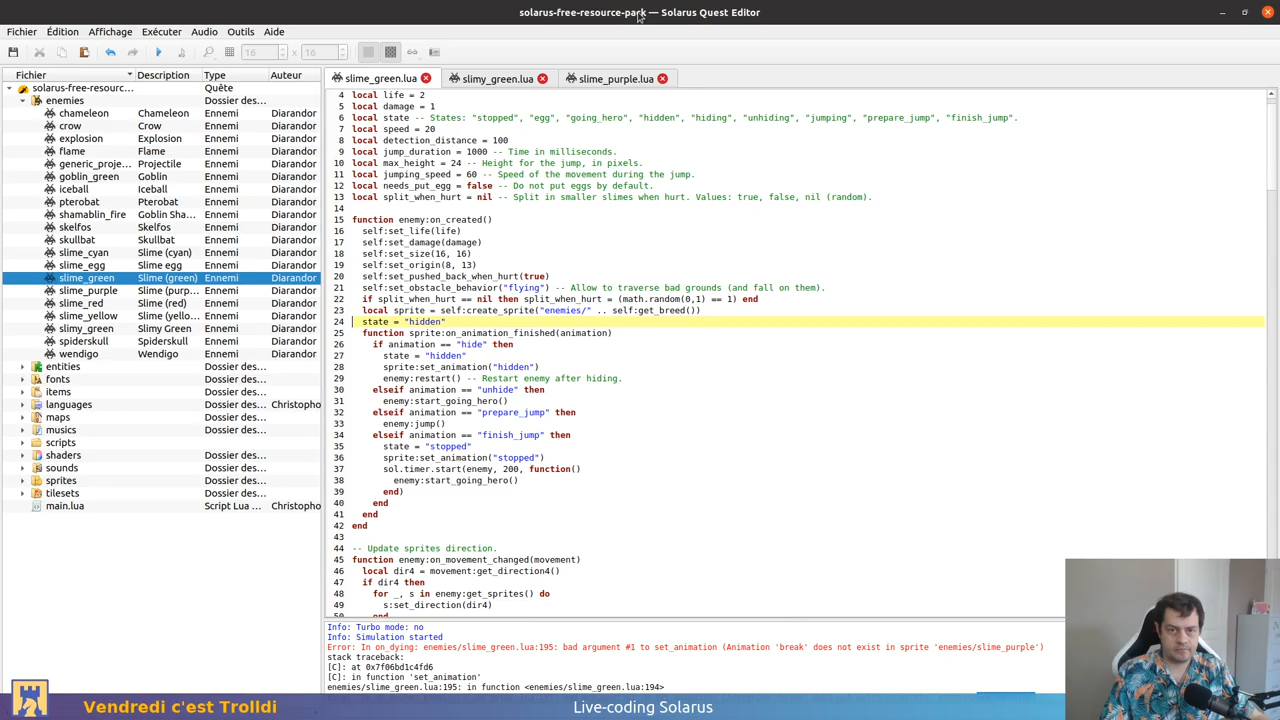 solarus-free-resource-pack — Solarus Quest Editor
Fichier Édition Affichage Exécuter Audio Outils Aide
16 x 16
Fichier Description Type Auteur
solarus-free-resourc... Quête
enemies Dossier des...
chameleon Chameleon Ennemi Diarandor
crow Crow Ennemi Diarandor
explosion Explosion Ennemi Diarandor
flame Flame Ennemi Diarandor
generic_proje... Projectile Ennemi Diarandor
goblin_green Goblin Ennemi Diarandor
iceball Iceball Ennemi Diarandor
pterobat Pterobat Ennemi Diarandor
shamablin_fire Goblin Sha... Ennemi Diarandor
skelfos Skelfos Ennemi Diarandor
skullbat Skullbat Ennemi Diarandor
slime_cyan Slime (cyan) Ennemi Diarandor
slime_egg Slime egg Ennemi Diarandor
slime_green Slime (green) Ennemi Diarandor
slime_purple Slime (purp... Ennemi Diarandor
slime_red Slime (red) Ennemi Diarandor
slime_yellow Slime (yello... Ennemi Diarandor
slimy_green Slimy Green Ennemi Diarandor
spiderskull Spiderskull Ennemi Diarandor
wendigo Wendigo Ennemi Diarandor
entities Dossier des...
fonts Dossier des...
items Dossier des...
languages Dossier des... Christopho
maps Dossier des...
musics Dossier des...
scripts Dossier des...
shaders Dossier des...
sounds Dossier des...
sprites Dossier des...
tilesets Dossier des...
main.lua Script Lua ... Christopho
slime_green.lua slimy_green.lua slime_purple.lua
4 local life = 2
5 local damage = 1
6 local state -- States: "stopped", "egg", "going_hero", "hidden", "hiding", "unhiding", "jumping", "prepare_jump", "finish_jump".
7 local speed = 20
8 local detection_distance = 100
9 local jump_duration = 1000 -- Time in milliseconds.
10 local max_height = 24 -- Height for the jump, in pixels.
11 local jumping_speed = 60 -- Speed of the movement during the jump.
12 local needs_put_egg = false -- Do not put eggs by default.
13 local split_when_hurt = nil -- Split in smaller slimes when hurt. Values: true, false, nil (random).
14
15 function enemy:on_created()
16 self:set_life(life)
17 self:set_damage(damage)
18 self:set_size(16, 16)
19 self:set_origin(8, 13)
20 self:set_pushed_back_when_hurt(true)
21 self:set_obstacle_behavior("flying") -- Allow to traverse bad grounds (and fall on them).
22 if split_when_hurt == nil then split_when_hurt = (math.random(0,1) == 1) end
23 local sprite = self:create_sprite("enemies/" .. self:get_breed())
24 state = "hidden"
25 function sprite:on_animation_finished(animation)
26 if animation == "hide" then
27 state = "hidden"
28 sprite:set_animation("hidden")
29 enemy:restart() -- Restart enemy after hiding.
30 elseif animation == "unhide" then
31 enemy:start_going_hero()
32 elseif animation == "prepare_jump" then
33 enemy:jump()
34 elseif animation == "finish_jump" then
35 state = "stopped"
36 sprite:set_animation("stopped")
37 sol.timer.start(enemy, 200, function()
38 enemy:start_going_hero()
39 end)
40 end
41 end
42 end
43
44 -- Update sprites direction.
45 function enemy:on_movement_changed(movement)
46 local dir4 = movement:get_direction4()
47 if dir4 then
48 for _, s in enemy:get_sprites() do
49 s:set_direction(dir4)
50 end
Info: Turbo mode: no
Info: Simulation started
Error: In on_dying: enemies/slime_green.lua:195: bad argument #1 to set_animation (Animation 'break' does not exist in sprite 'enemies/slime_purple')
stack traceback:
[C]: at 0x7f06bd1c4fd6
[C]: in function 'set_animation'
enemies/slime_green.lua:195: in function <enemies/slime_green.lua:194>
Vendredi c'est Trolldi Live-coding Solarus